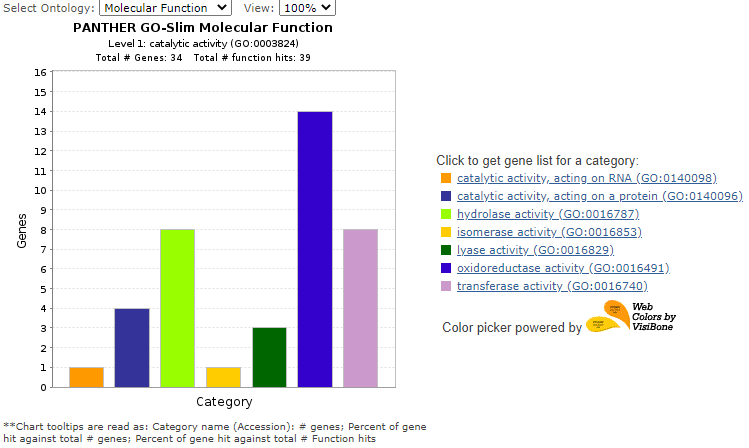 Select Ontology: Molecular Function View: 100%
PANTHER GO-Slim Molecular Function
Level 1: catalytic activity (GO:0003824)
Total # Genes: 34 Total # function hits: 39
16
15
14
13
12
11
10
9
8
7
6
5
4
3
2
1
0
Genes
Category
Click to get gene list for a category:
catalytic activity, acting on RNA (GO:0140098)
catalytic activity, acting on a protein (GO:0140096)
hydrolase activity (GO:0016787)
isomerase activity (GO:0016853)
lyase activity (GO:0016829)
oxidoreductase activity (GO:0016491)
transferase activity (GO:0016740)
Color picker powered by
Web
Colors by
VisiBone
**Chart tooltips are read as: Category name (Accession): # genes; Percent of gene
hit against total # genes; Percent of gene hit against total # Function hits